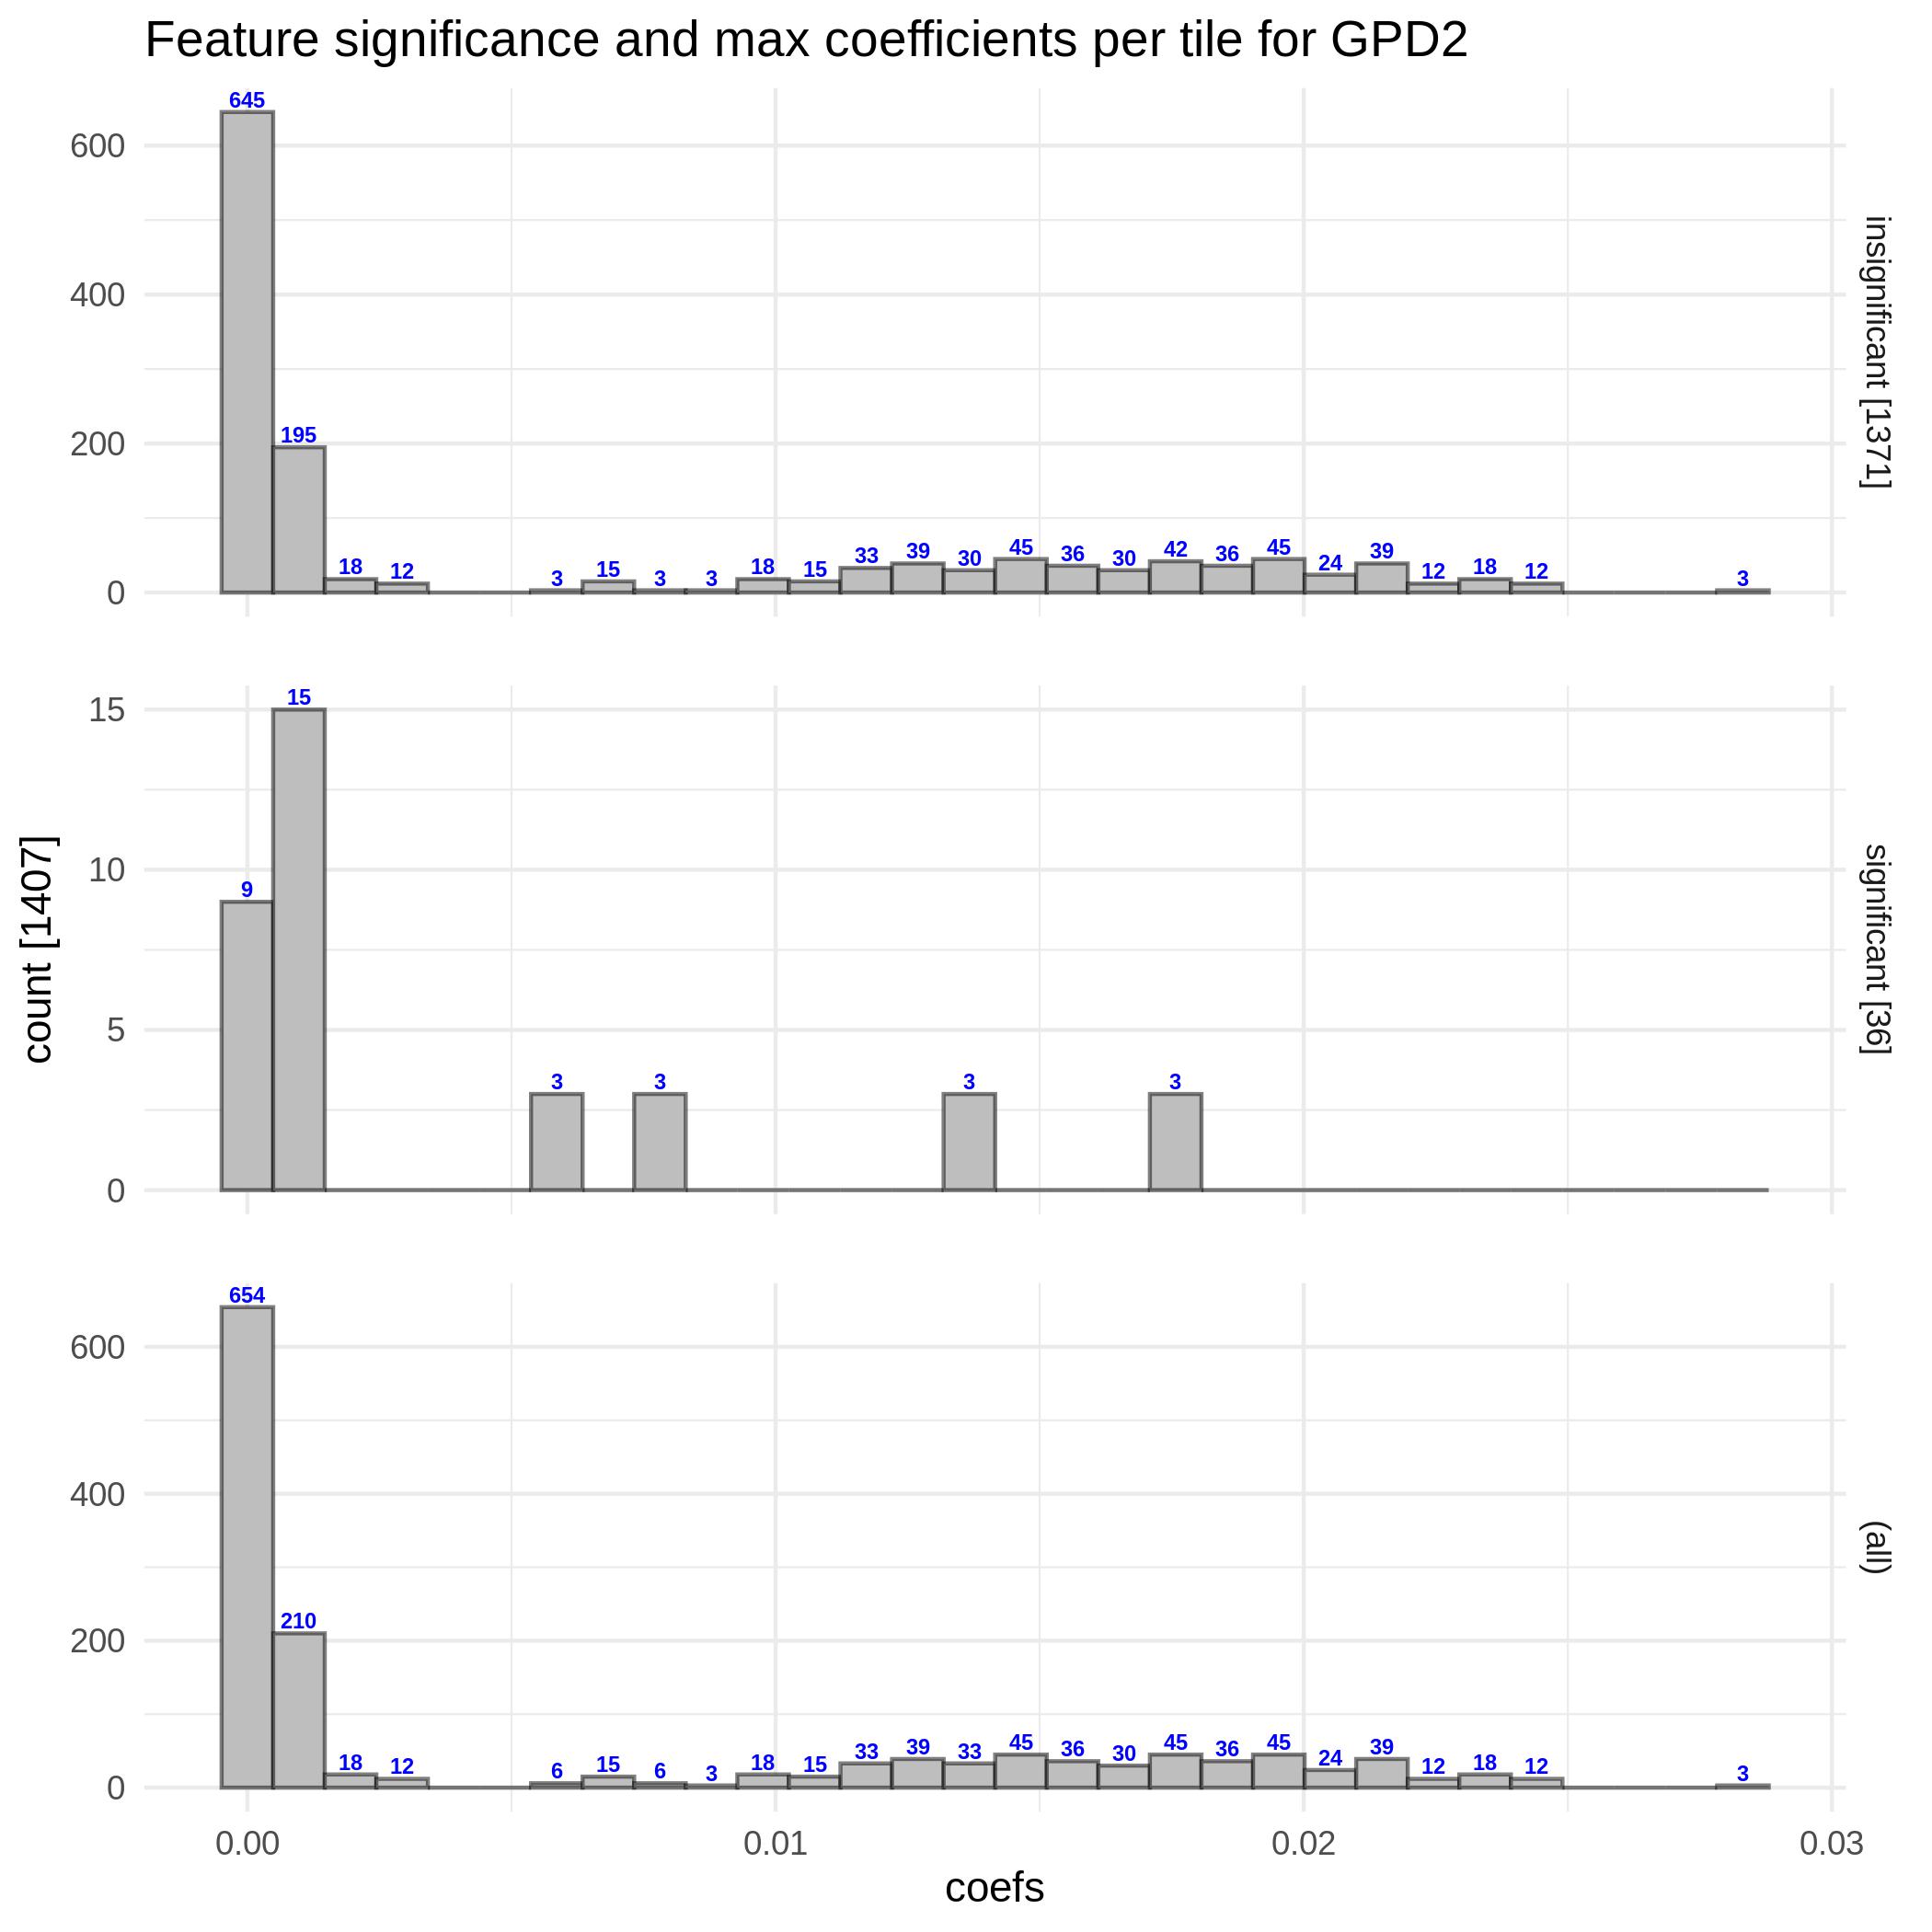 Feature significance and max coefficients per tile for GPD2
645
600
400
200
195
18 12 3 15 3 3 18 15 33 39 30 45 36 30 42 36 45 24 39 12 18 12 3
0
insignificant [1371]
15
15
10
9
5
3 3 3 3
0
significant [36]
count [1407]
654
600
400
210
200
18 12 6 15 6 3 18 15 33 39 33 45 36 30 45 36 45 24 39 12 18 12 3
0
(all)
0.00 0.01 0.02 0.03
coefs